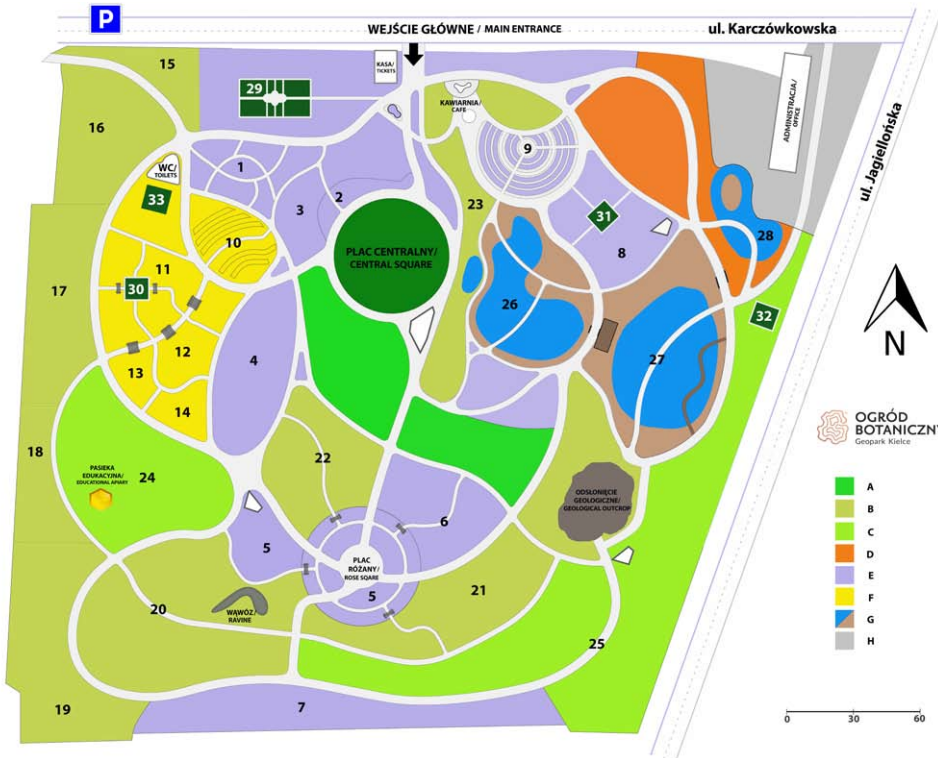 P
WEJŚCIE GŁÓWNE / MAIN ENTRANCE
ul. Karczówkowska
15
29
KASA/
TICKETS
KAWIARNIA/
CAFE
ADMINISTRACJA/
OFFICE
ul. Jagiellońska
16
WC/
TOILETS
33
1
2
3
9
23
31
8
28
10
PLAC CENTRALNY/
CENTRAL SQUARE
11
30
17
26
32
12
13
4
27
14
N
OGRÓD
BOTANICZNY
Geopark Kielce
18
PASIEKA
EDUKACYJNA/
EDUCATIONAL APIARY
24
22
6
ODSŁONIĘCIE
GEOLOGICZNE/
GEOLOGICAL OUTCROP
5
PLAC
RÓŻANY/
ROSE SQARE
5
21
20
WĄWÓZ/
RAVINE
25
19
7
A
B
C
D
E
F
G
H
0 30 60